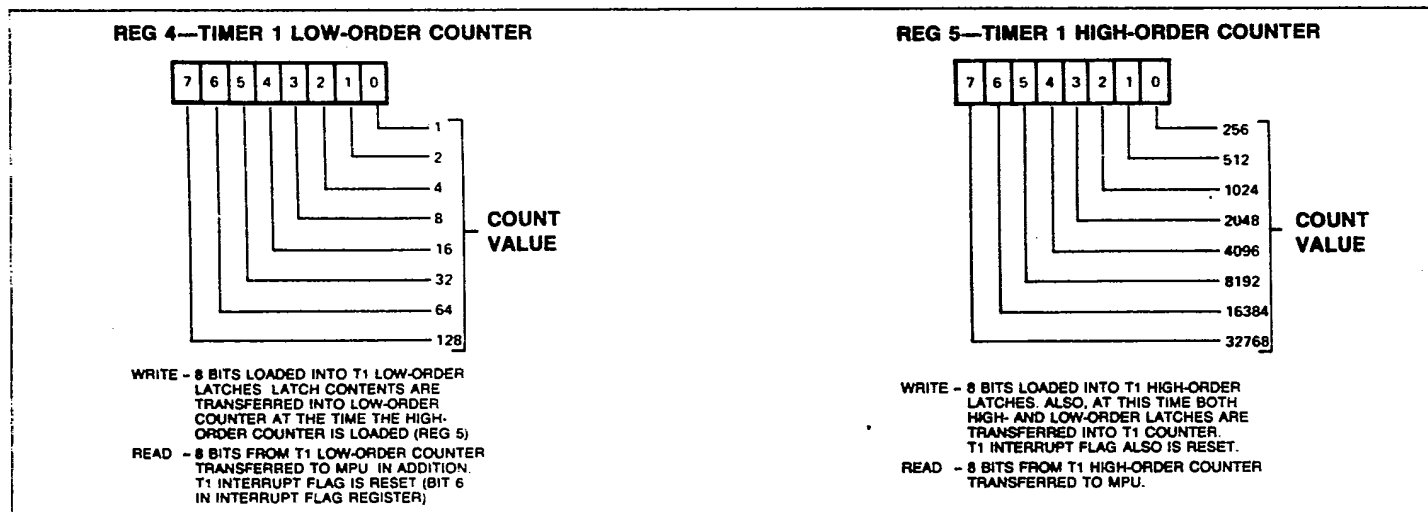 REG 4—TIMER 1 LOW-ORDER COUNTER
7 6 5 4 3 2 1 0
1
2
4
8
16
32
64
128
COUNT
VALUE
WRITE - 8 BITS LOADED INTO T1 LOW-ORDER
LATCHES LATCH CONTENTS ARE
TRANSFERRED INTO LOW-ORDER
COUNTER AT THE TIME THE HIGH-
ORDER COUNTER IS LOADED (REG 5)
READ - 8 BITS FROM T1 LOW-ORDER COUNTER
TRANSFERRED TO MPU IN ADDITION.
T1 INTERRUPT FLAG IS RESET (BIT 6
IN INTERRUPT FLAG REGISTER)
REG 5—TIMER 1 HIGH-ORDER COUNTER
7 6 5 4 3 2 1 0
256
512
1024
2048
4096
8192
16384
32768
COUNT
VALUE
WRITE - 8 BITS LOADED INTO T1 HIGH-ORDER
LATCHES. ALSO, AT THIS TIME BOTH
HIGH- AND LOW-ORDER LATCHES ARE
TRANSFERRED INTO T1 COUNTER.
T1 INTERRUPT FLAG ALSO IS RESET.
READ - 8 BITS FROM T1 HIGH-ORDER COUNTER
TRANSFERRED TO MPU.